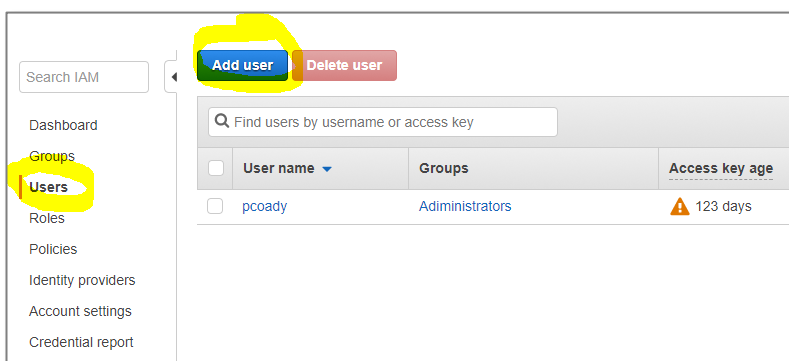 Add user
Delete user
Search IAM
Find users by username or access key
Dashboard
Groups
Users
Roles
Policies
Identity providers
Account settings
Credential report
User name
Groups
Access key age
pcoady
Adiministrators
123 days